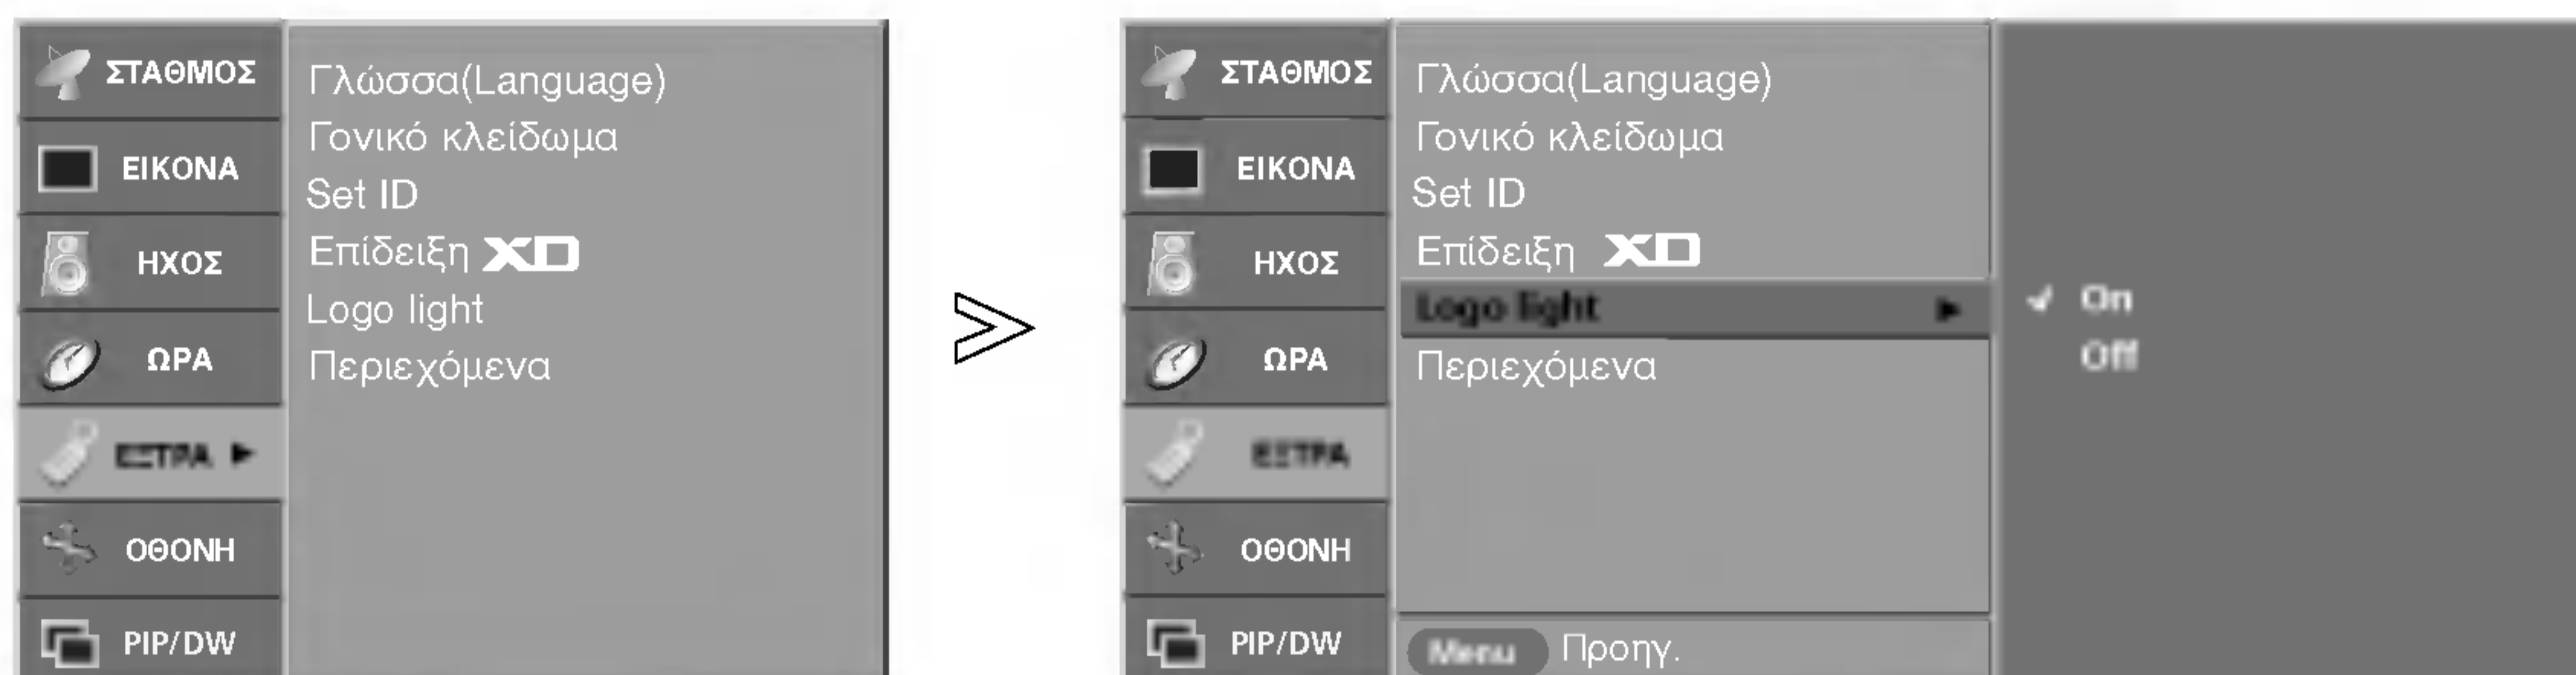 ΣΤΑΘΜΟΣ
ΕΙΚΟΝΑ
ΗΧΟΣ
ΩΡΑ
ΕΞΤΡΑ
ΟΘΟΝΗ
PIP/DW
Γλώσσα(Language)
Γονικό κλείδωμα
Set ID
Επίδειξη XD
Logo light
Περιεχόμενα
ΣΤΑΘΜΟΣ
ΕΙΚΟΝΑ
ΗΧΟΣ
ΩΡΑ
ΕΞΤΡΑ
ΟΘΟΝΗ
PIP/DW
Γλώσσα(Language)
Γονικό κλείδωμα
Set ID
Επίδειξη XD
Logo light
Περιεχόμενα
Menu Προηγ.
On
Off